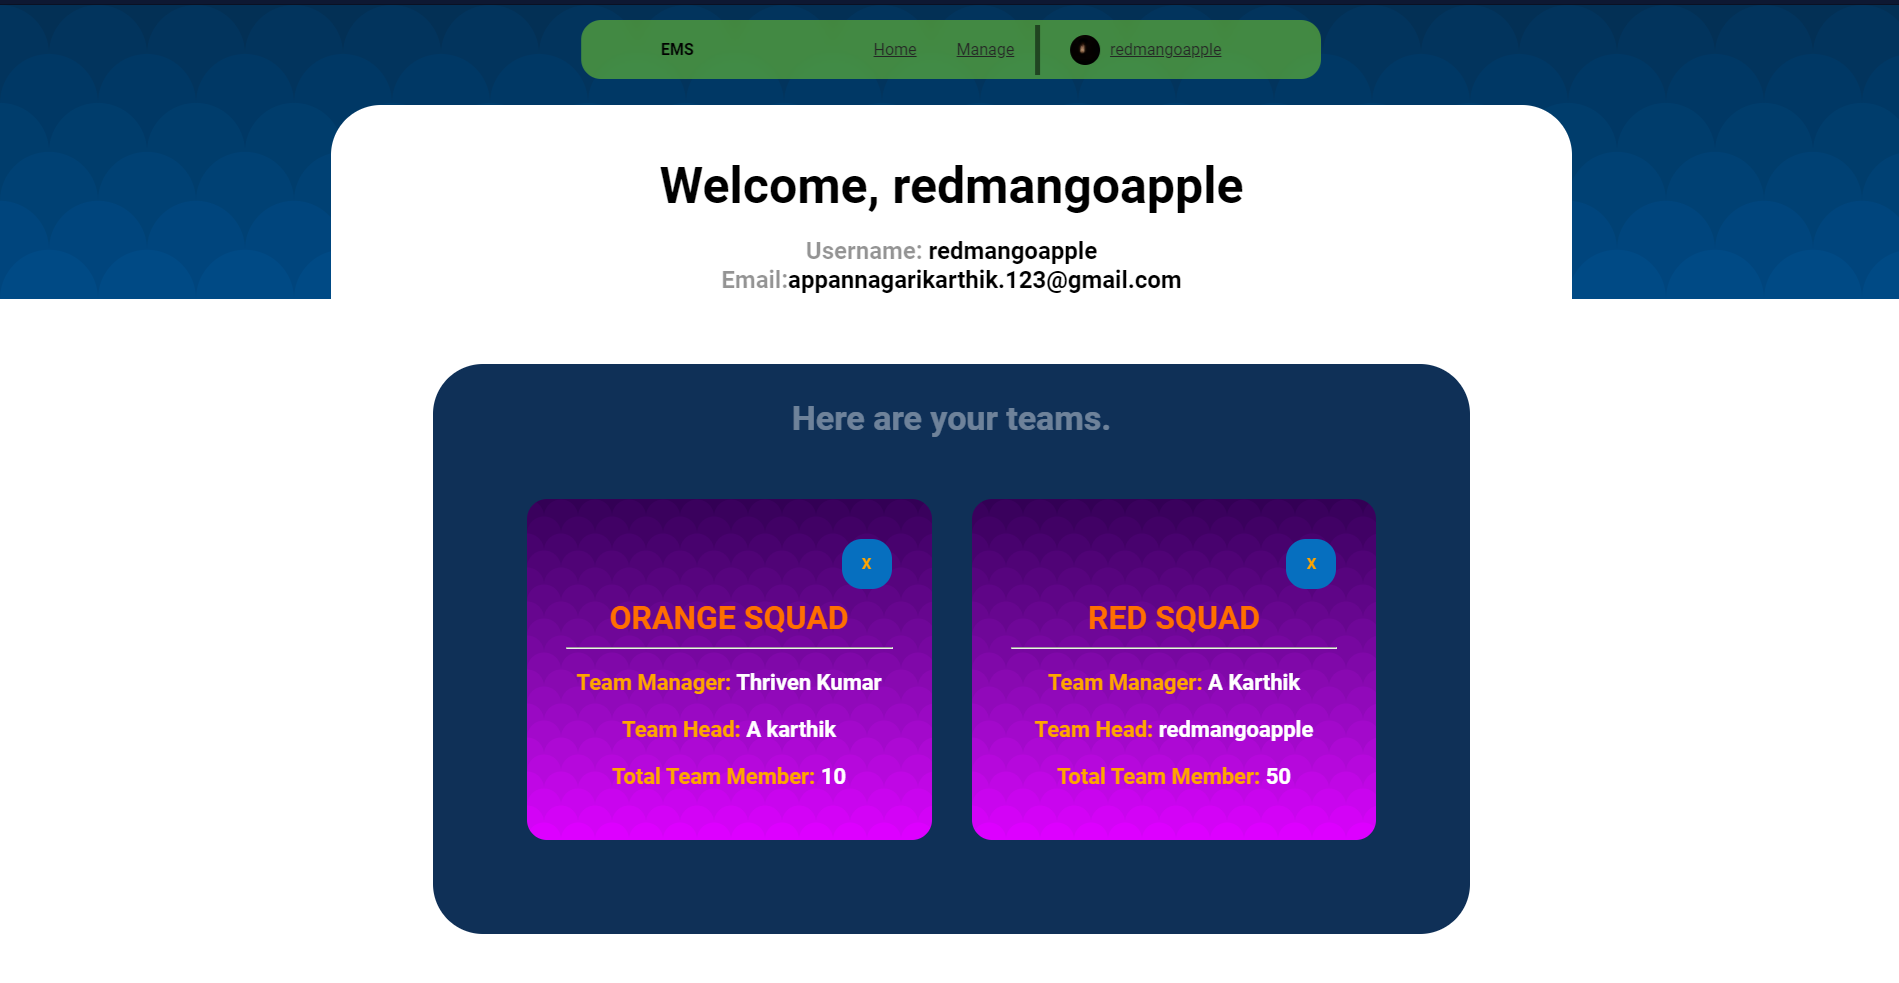 EMS Home Manage redmangoapple
Welcome, redmangoapple
Username: redmangoapple
Email:appannagarikarthik.123@gmail.com
Here are your teams.
X
ORANGE SQUAD
Team Manager: Thriven Kumar
Team Head: A karthik
Total Team Member: 10
X
RED SQUAD
Team Manager: A Karthik
Team Head: redmangoapple
Total Team Member: 50